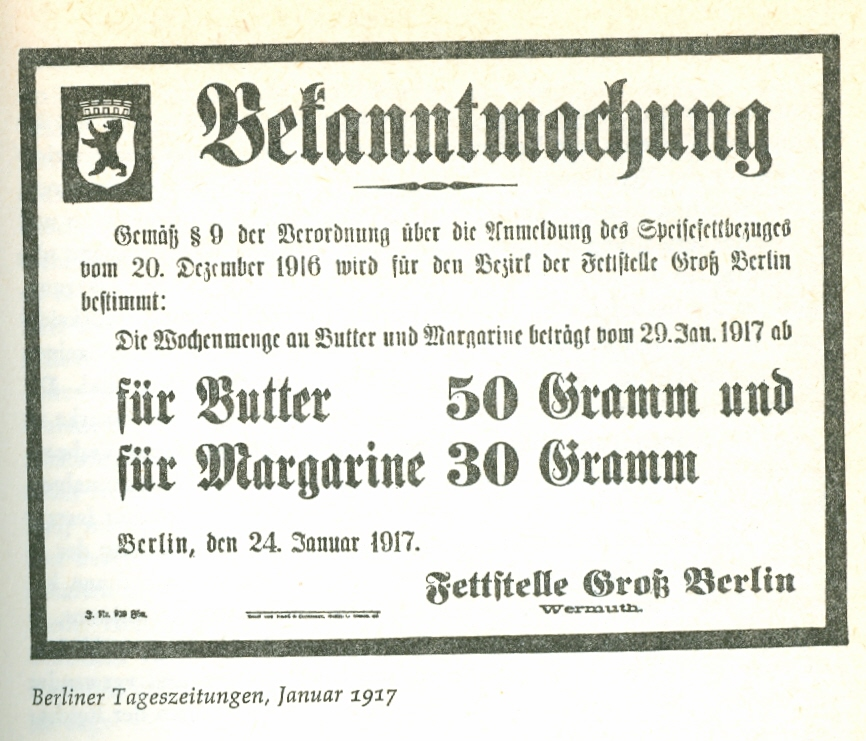 Bekanntmachung
Gemäß § 9 der Verordnung über die Anmeldung des Speisefettbezuges
vom 20. Dezember 1916 wird für den Bezirk der Fettstelle Groß Berlin
bestimmt:
Die Wochenmenge an Butter und Margarine beträgt vom 29. Jan. 1917 ab
für Butter 50 Gramm und
für Margarine 30 Gramm
Berlin, den 24. Januar 1917.
Fettstelle Groß Berlin
Wermuth.
Berliner Tageszeitungen, Januar 1917